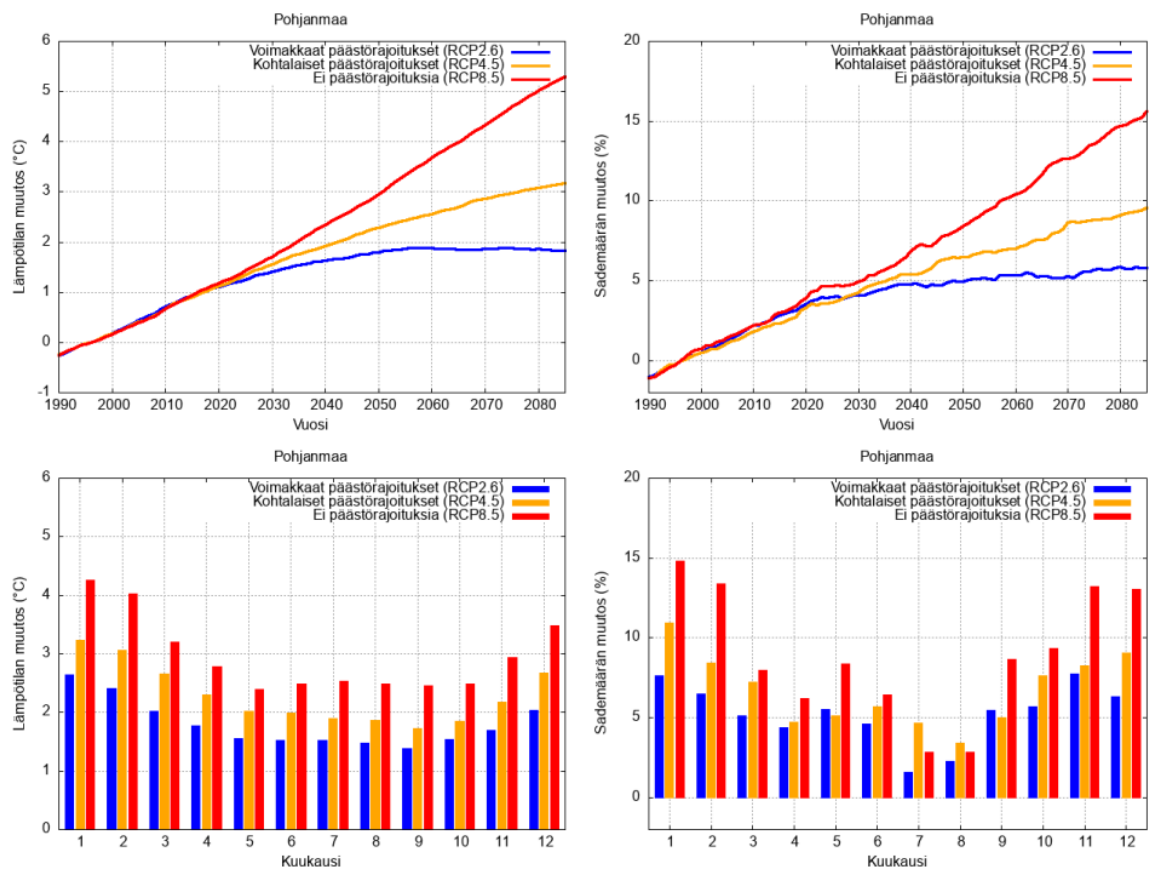 Pohjanmaa
Voimakkaat päästörajoitukset (RCP2.6)
Kohtalaiset päästörajoitukset (RCP4.5)
Ei päästörajoituksia (RCP8.5)
Lämpötilan muutos (°C)
6
5
4
3
2
1
0
-1
1990 2000 2010 2020 2030 2040 2050 2060 2070 2080
Vuosi
Pohjanmaa
Voimakkaat päästörajoitukset (RCP2.6)
Kohtalaiset päästörajoitukset (RCP4.5)
Ei päästörajoituksia (RCP8.5)
Sademäärän muutos (%)
20
15
10
5
0
1990 2000 2010 2020 2030 2040 2050 2060 2070 2080
Vuosi
Pohjanmaa
Voimakkaat päästörajoitukset (RCP2.6)
Kohtalaiset päästörajoitukset (RCP4.5)
Ei päästörajoituksia (RCP8.5)
Lämpötilan muutos (°C)
6
5
4
3
2
1
0
1 2 3 4 5 6 7 8 9 10 11 12
Kuukausi
Pohjanmaa
Voimakkaat päästörajoitukset (RCP2.6)
Kohtalaiset päästörajoitukset (RCP4.5)
Ei päästörajoituksia (RCP8.5)
Sademäärän muutos (%)
20
15
10
5
0
1 2 3 4 5 6 7 8 9 10 11 12
Kuukausi